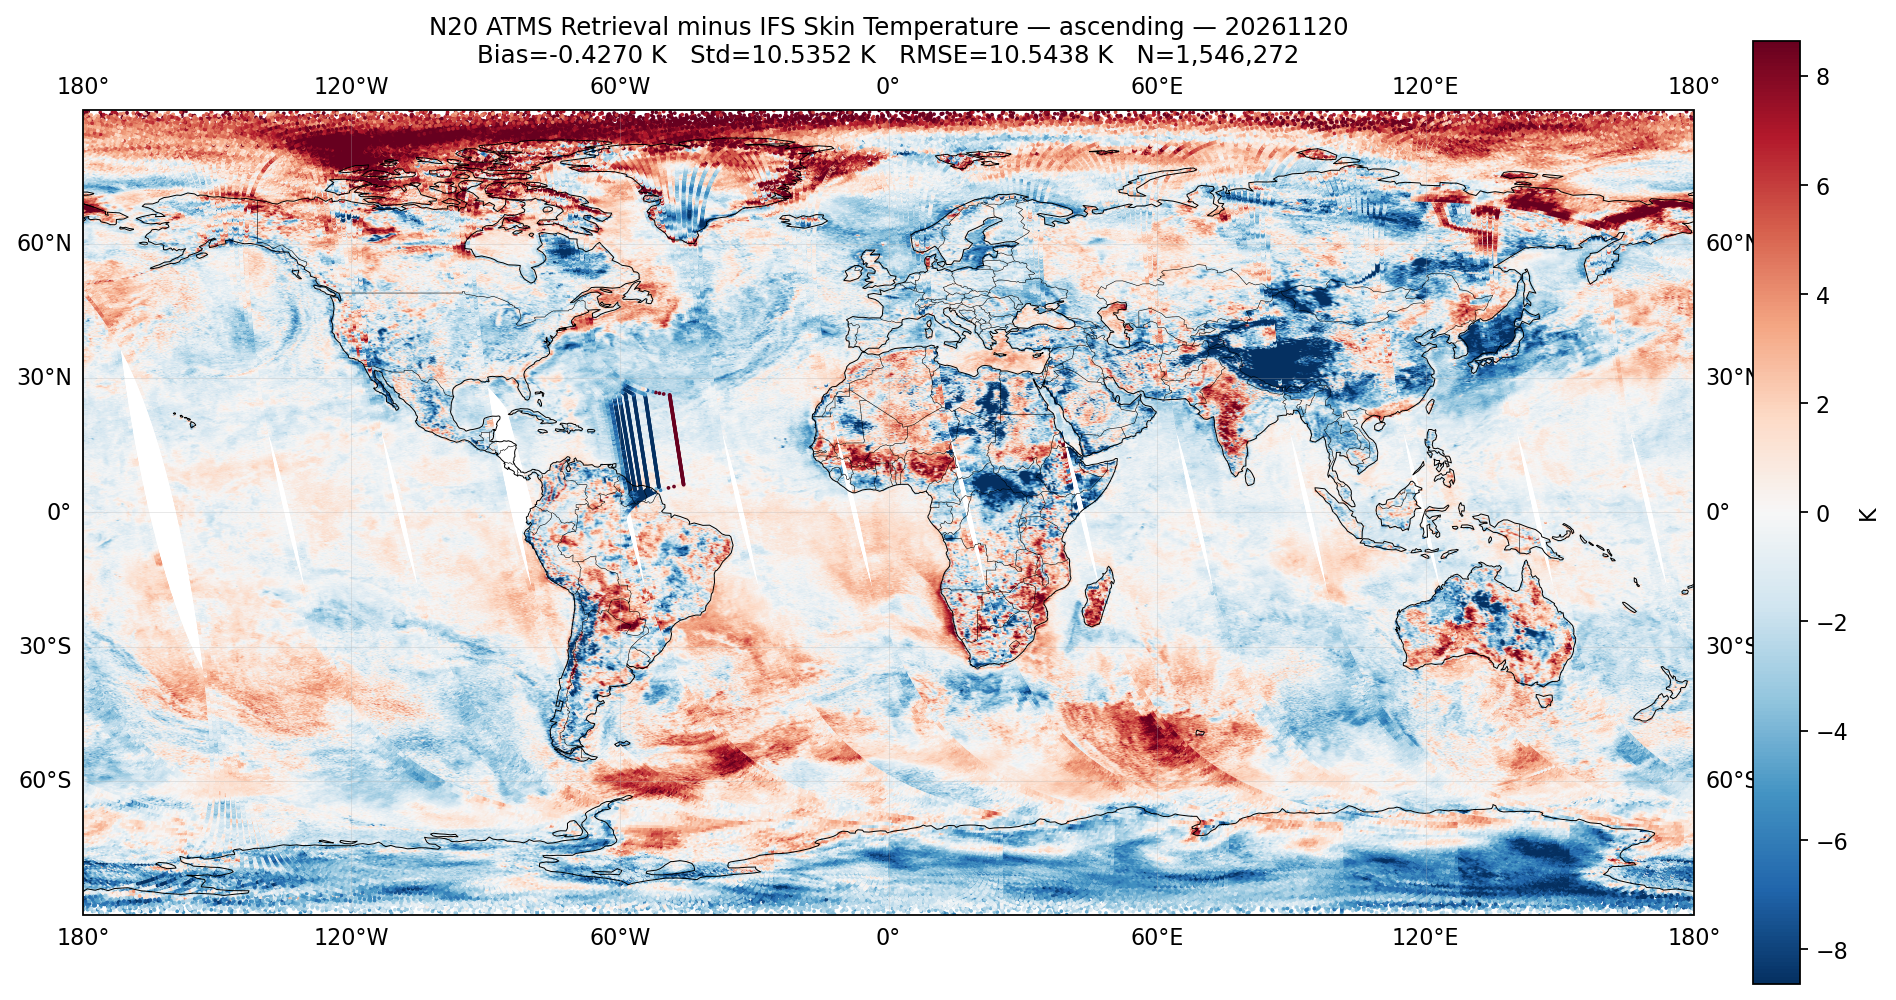 N20 ATMS Retrieval minus IFS Skin Temperature — ascending — 20261120
Bias=-0.4270 K   Std=10.5352 K   RMSE=10.5438 K   N=1,546,272
180° 120°W 60°W 0° 60°E 120°E 180°
60°N 60°N
30°N 30°N
0° 0°
30°S 30°S
60°S 60°S
180° 120°W 60°W 0° 60°E 120°E 180°
8
6
4
2
0
−2
−4
−6
−8
K